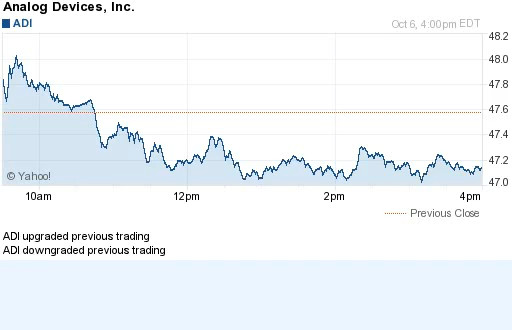 Analog Devices, Inc.
ADI
Oct 6, 4:00pm EDT
48.2
48.0
47.8
47.6
47.4
47.2
47.0
© Yahoo!
10am
12pm
2pm
4pm
Previous Close
ADI upgraded previous trading
ADI downgraded previous trading